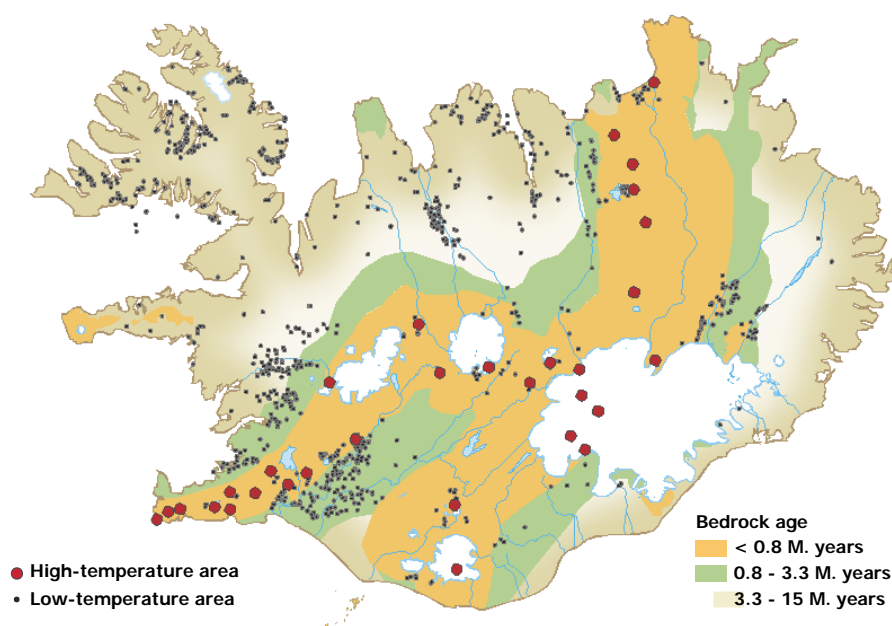 Bedrock age
< 0.8 M. years
0.8 - 3.3 M. years
3.3 - 15 M. years
High-temperature area
Low-temperature area